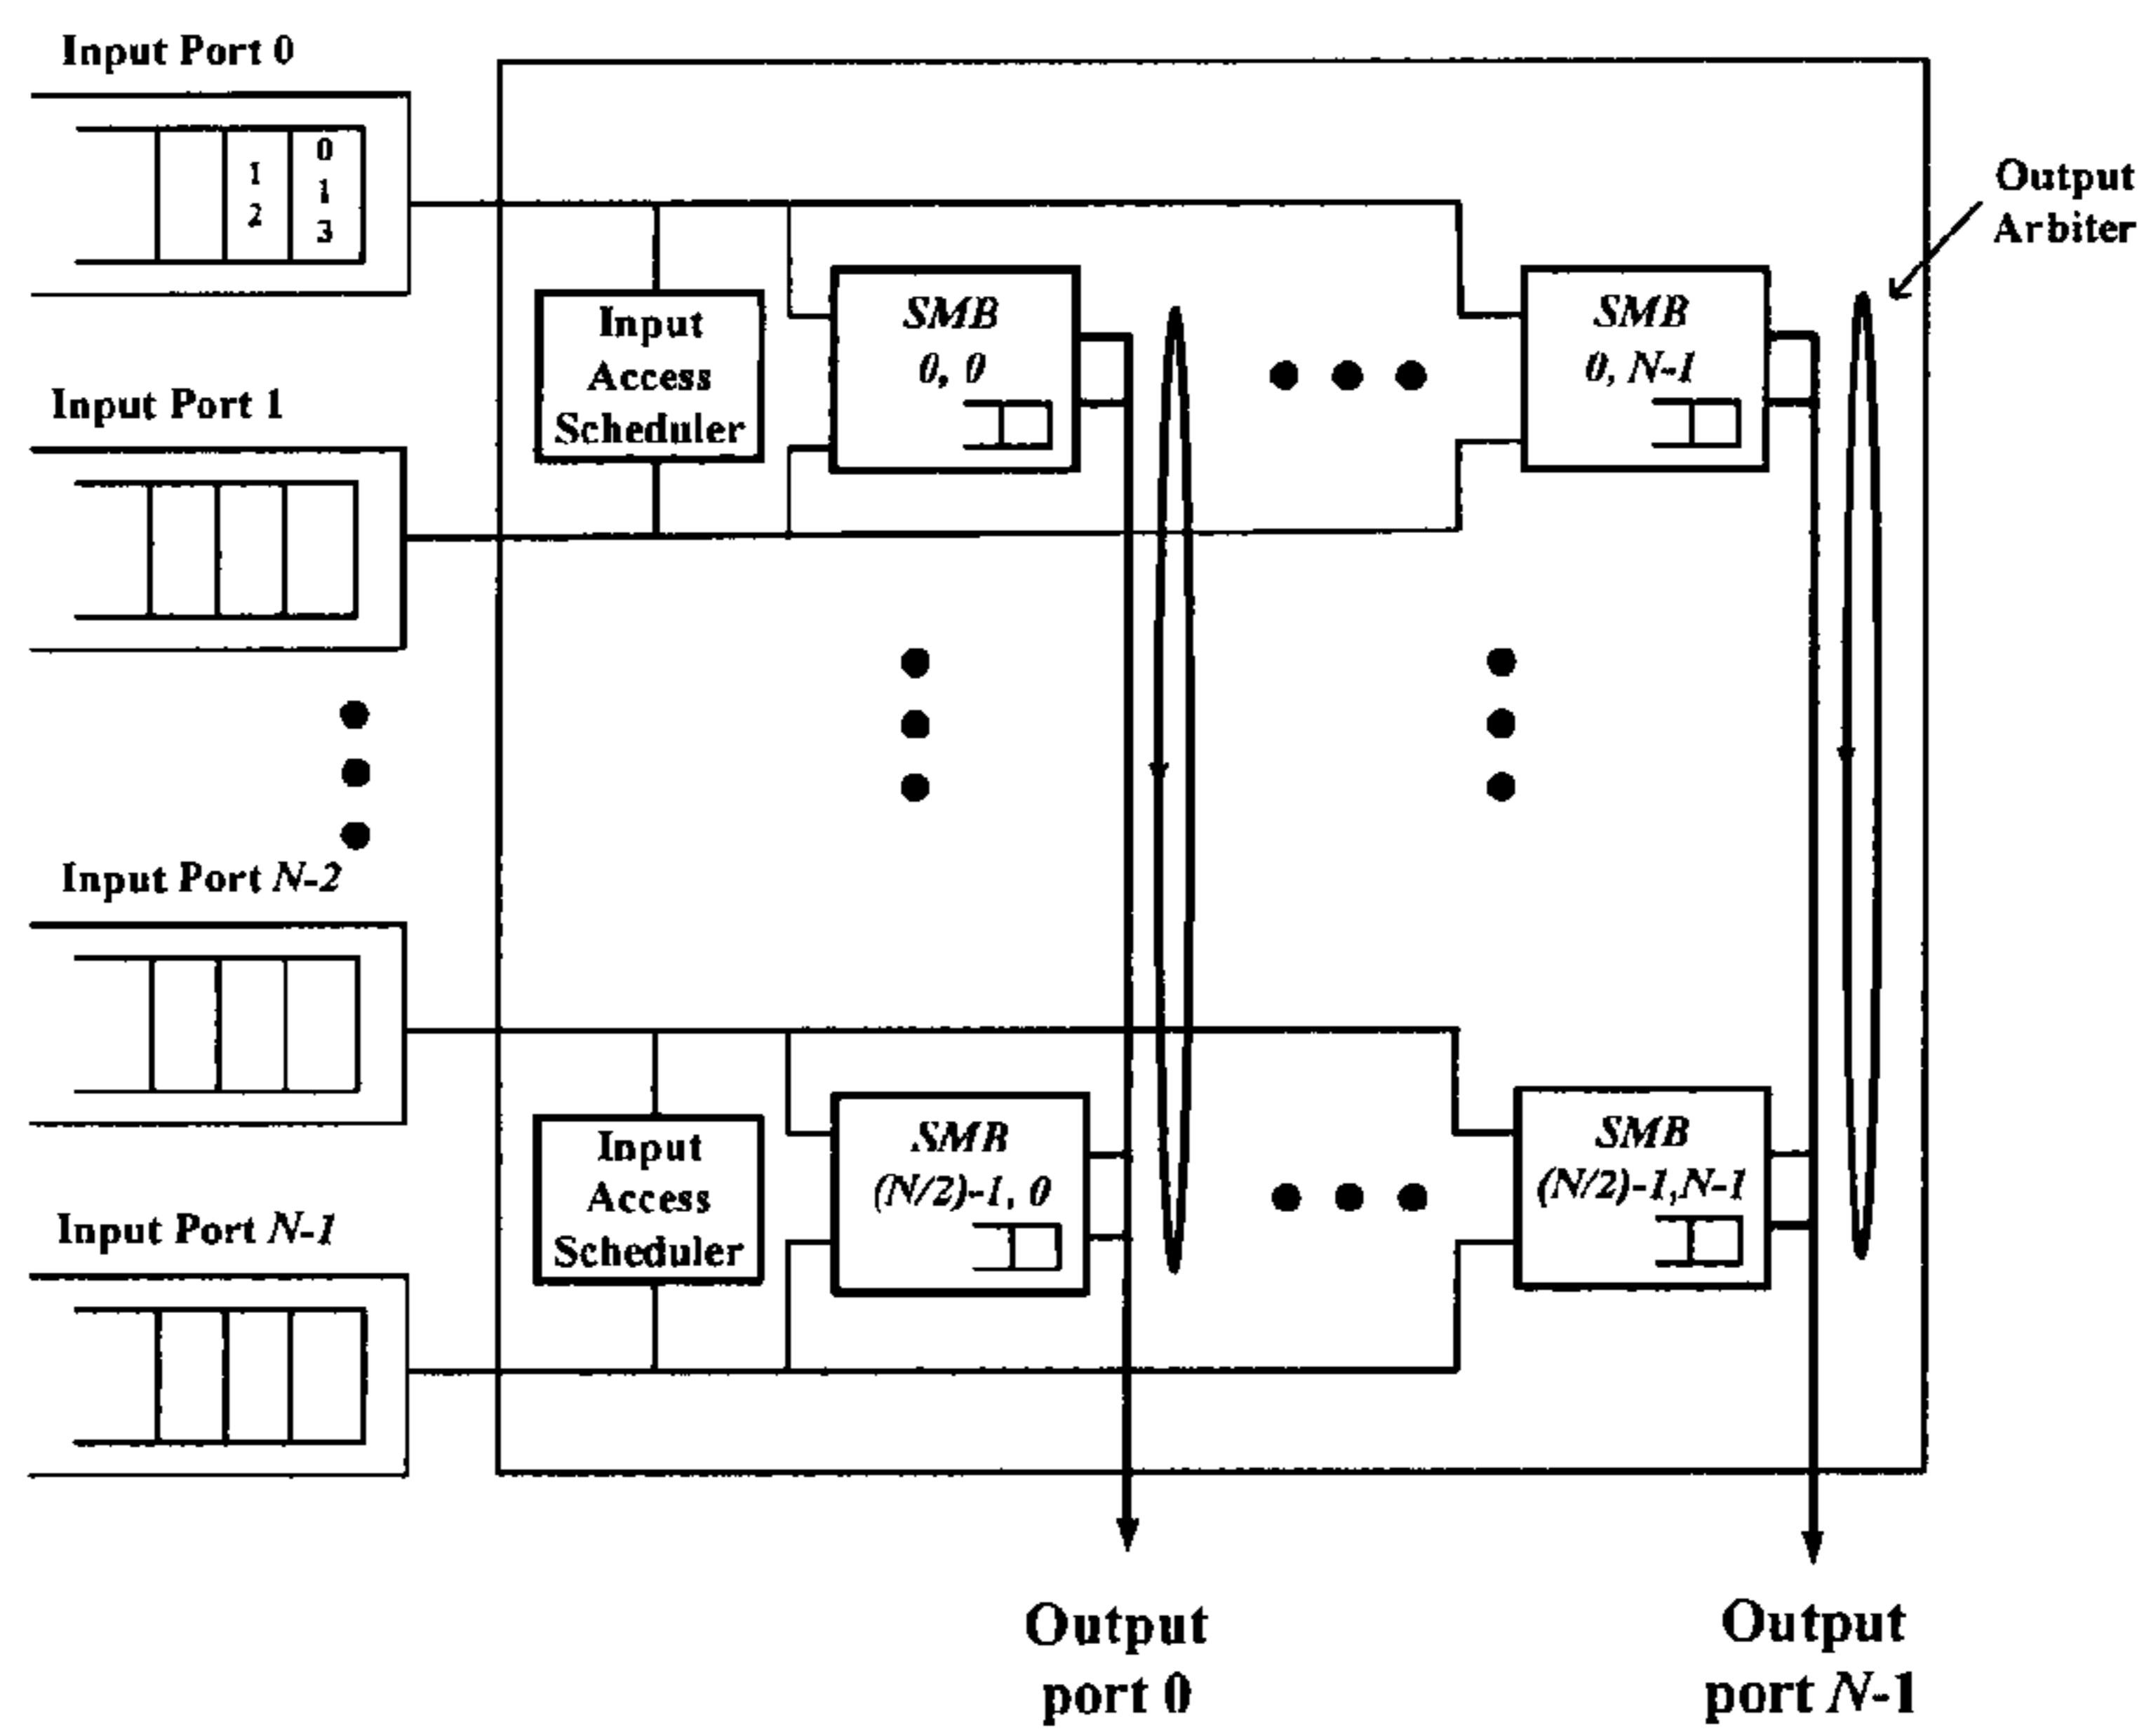 Input Port 0
0
1
1
2
3
Output
Arbiter
Input
Access
Scheduler
SMB
0, 0
SMB
0, N-1
Input Port 1
Input Port N-2
Input
Access
Scheduler
SMB
(N/2)-1, 0
SMB
(N/2)-1,N-1
Input Port N-1
Output
port 0
Output
port N-1